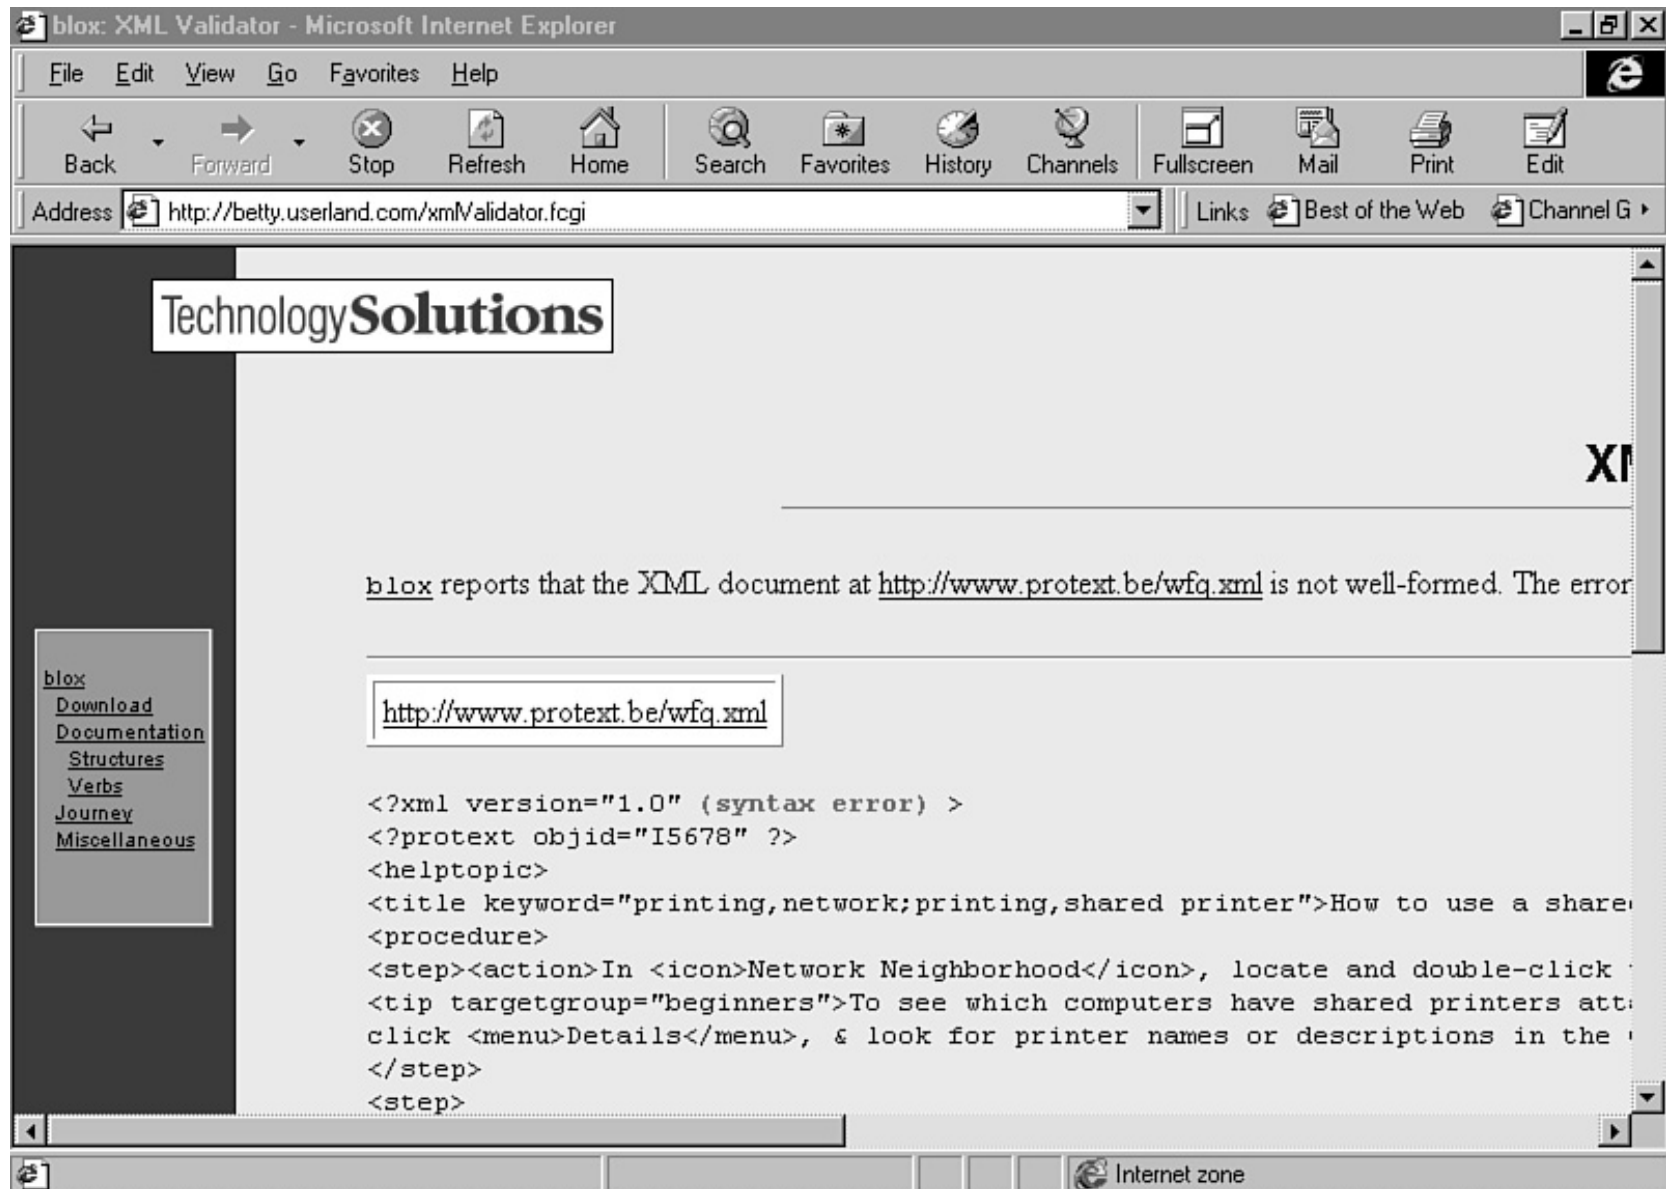 blox: XML Validator - Microsoft Internet Explorer
File Edit View Go Favorites Help
Back Forward Stop Refresh Home Search Favorites History Channels Fullscreen Mail Print Edit
Address http://betty.userland.com/xmlValidator.fcgi Links Best of the Web Channel G
TechnologySolutions
XM
blox reports that the XML document at http://www.protext.be/wfq.xml is not well-formed. The error
http://www.protext.be/wfq.xml
blox
Download
Documentation
Structures
Verbs
Journey
Miscellaneous
<?xml version="1.0" (syntax error) >
<?protext objid="I5678" ?>
<helptopic>
<title keyword="printing,network;printing,shared printer">How to use a share
<procedure>
<step><action>In <icon>Network Neighborhood</icon>, locate and double-click
<tip targetgroup="beginners">To see which computers have shared printers att
click <menu>Details</menu>, & look for printer names or descriptions in the
</step>
<step>
Internet zone